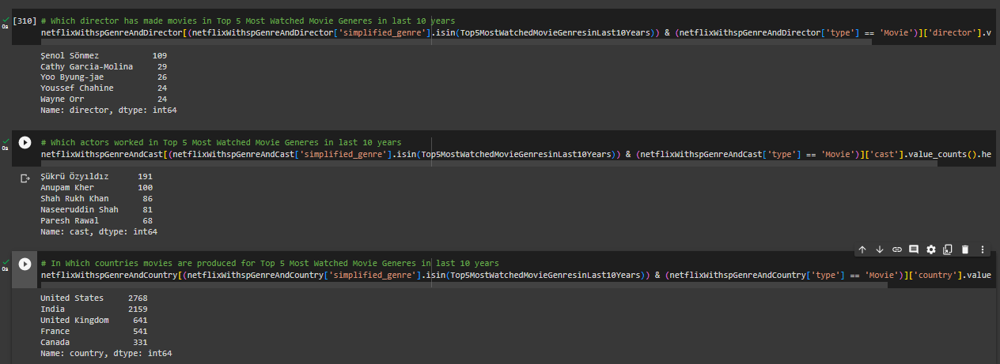 [310] # Which director has made movies in Top 5 Most Watched Movie Generes in last 10 years
netflixWithspGenreAndDirector[(netflixWithspGenreAndDirector['simplified_genre'].isin(Top5MostWatchedMovieGenresinLast10Years)) & (netflixWithspGenreAndDirector['type'] == 'Movie')]['director'].v
0s
Şenol Sönmez 109
Cathy Garcia-Molina 29
Yoo Byung-jae 26
Youssef Chahine 24
Wayne Orr 24
Name: director, dtype: int64
# Which actors worked in Top 5 Most Watched Movie Generes in last 10 years
0s
netflixWithspGenreAndCast[(netflixWithspGenreAndCast['simplified_genre'].isin(Top5MostWatchedMovieGenresinLast10Years)) & (netflixWithspGenreAndCast['type'] == 'Movie')]['cast'].value_counts().he
Şükrü Özyıldız 191
Anupam Kher 100
Shah Rukh Khan 86
Naseeruddin Shah 81
Paresh Rawal 68
Name: cast, dtype: int64
# In Which countries movies are produced for Top 5 Most Watched Movie Generes in last 10 years
0s
netflixWithspGenreAndCountry[(netflixWithspGenreAndCountry['simplified_genre'].isin(Top5MostWatchedMovieGenresinLast10Years)) & (netflixWithspGenreAndCountry['type'] == 'Movie')]['country'].value
United States 2768
India 2159
United Kingdom 641
France 541
Canada 331
Name: country, dtype: int64